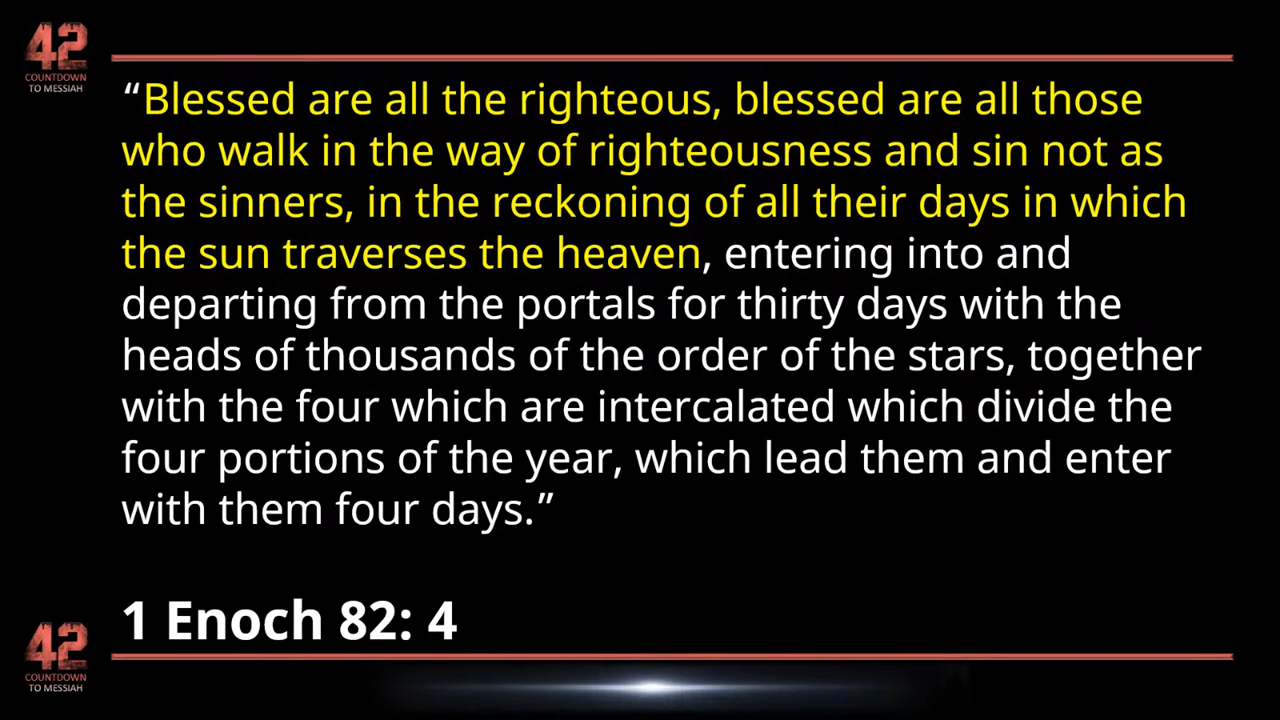 42
COUNTDOWN
TO MESSIAH
“Blessed are all the righteous, blessed are all those
who walk in the way of righteousness and sin not as
the sinners, in the reckoning of all their days in which
the sun traverses the heaven, entering into and
departing from the portals for thirty days with the
heads of thousands of the order of the stars, together
with the four which are intercalated which divide the
four portions of the year, which lead them and enter
with them four days.”
1 Enoch 82: 4
42
COUNTDOWN
TO MESSIAH